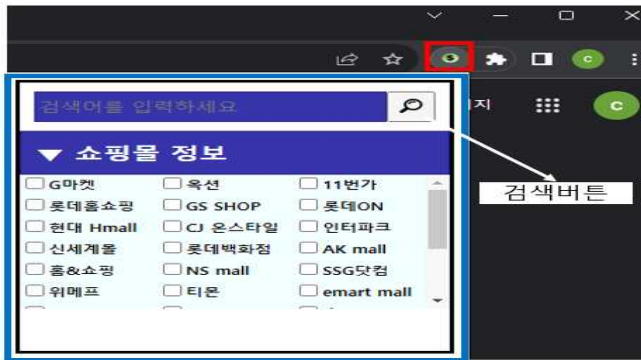 C
지
C
검색어를 입력하세요
▼ 쇼핑몰 정보
검색버튼
G마켓 옥션 11번가
롯데홈쇼핑 GS SHOP 롯데ON
현대 Hmall CJ 온스타일 인터파크
신세계몰 롯데백화점 AK mall
홈&쇼핑 NS mall SSG닷컴
위메프 티몬 emart mall